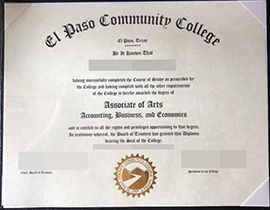 El Paso Community College
El Paso, Texas
Be It Known That
having successfully completed the Course of Study as prescribed by
the College and having complied with all the other requirements
of the College is hereby awarded the degree of
Associate of Arts
Accounting, Business, and Economics
and is entitled to all the rights and privileges appertaining to that degree.
In testimony whereof, the Board of Trustees has granted this Diploma
bearing the Seal of the College.
Chair, Board of Trustees
President of the College